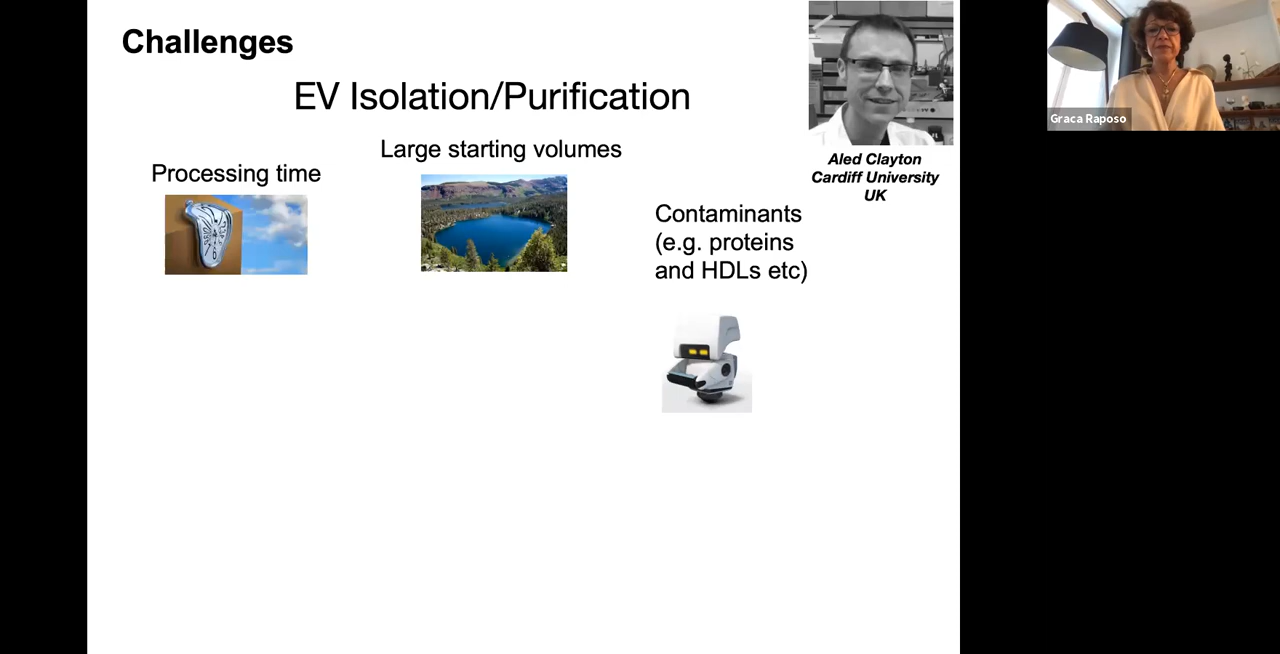 Challenges
EV Isolation/Purification
Large starting volumes
Processing time
Aled Clayton
Cardiff University
UK
Contaminants
(e.g. proteins
and HDLs etc)
Graca Raposo